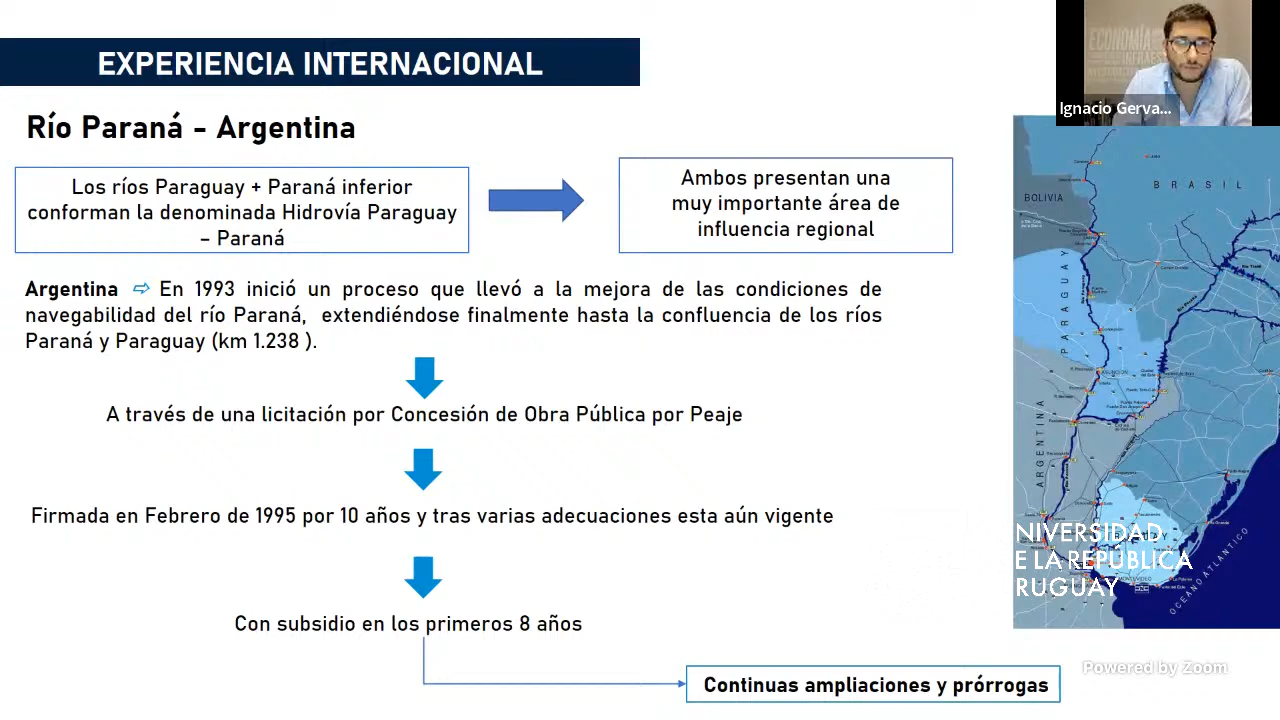 EXPERIENCIA INTERNACIONAL
Ignacio Gerva...
Río Paraná - Argentina
Los ríos Paraguay + Paraná inferior
conforman la denominada Hidrovía Paraguay
– Paraná
Ambos presentan una
muy importante área de
influencia regional
Argentina ⇨ En 1993 inició un proceso que llevó a la mejora de las condiciones de
navegabilidad del río Paraná, extendiéndose finalmente hasta la confluencia de los ríos
Paraná y Paraguay (km 1.238 ).
A través de una licitación por Concesión de Obra Pública por Peaje
Firmada en Febrero de 1995 por 10 años y tras varias adecuaciones esta aún vigente
Con subsidio en los primeros 8 años
Continuas ampliaciones y prórrogas
BRASIL
BOLIVIA
PARAGUAY
ARGENTINA
OCEANO ATLANTICO
NIVERSIDAD
E LA REPÚBLICA
RUGUAY
Powered by Zoom